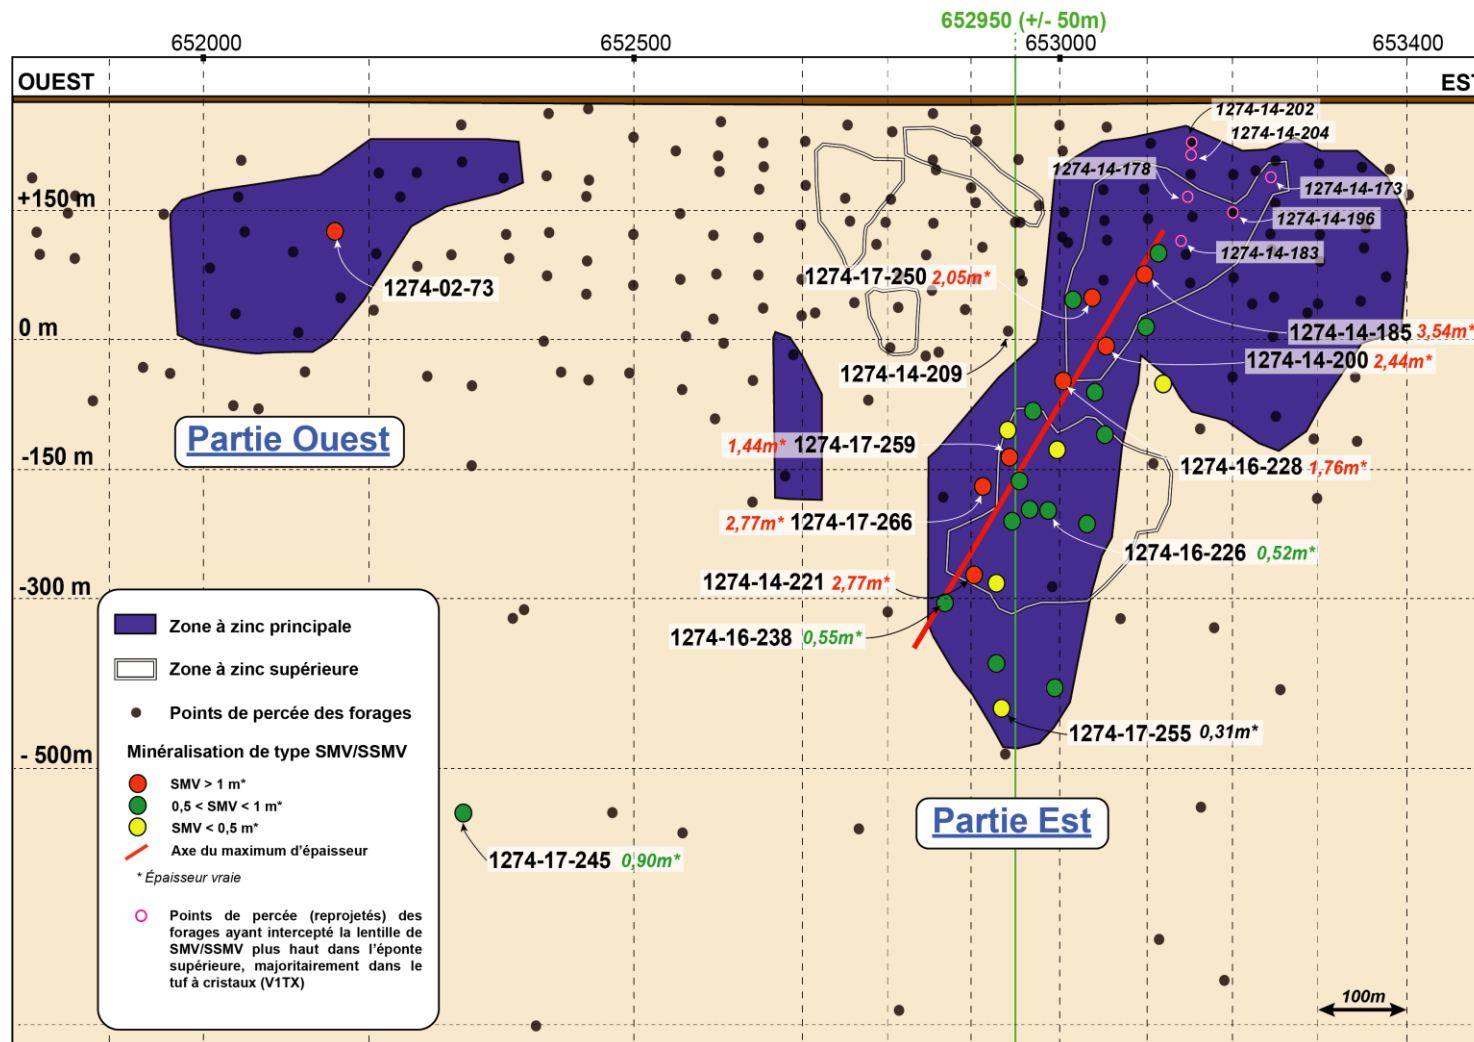 652950 (+/- 50m)
652000
652500
653000
653400
OUEST
EST
1274-14-202
1274-14-204
1274-14-178
1274-14-173
+150 m
1274-14-196
1274-14-183
1274-17-250 2,05m*
1274-02-73
0 m
1274-14-185 3,54m*
1274-14-200 2,44m*
1274-14-209
Partie Ouest
1,44m* 1274-17-259
-150 m
1274-16-228 1,76m*
2,77m* 1274-17-266
1274-16-226 0,52m*
1274-14-221 2,77m*
-300 m
1274-16-238 0,55m*
Zone à zinc principale
Zone à zinc supérieure
Points de percée des forages
1274-17-255 0,31m*
Minéralisation de type SMV/SSMV
- 500m
SMV > 1 m*
0,5 < SMV < 1 m*
SMV < 0,5 m*
Axe du maximum d'épaisseur
* Épaisseur vraie
Partie Est
1274-17-245 0,90m*
Points de percée (reprojetés) des
forages ayant intercepté la lentille de
SMV/SSMV plus haut dans l'éponte
supérieure, majoritairement dans le
tuf à cristaux (V1TX)
100m